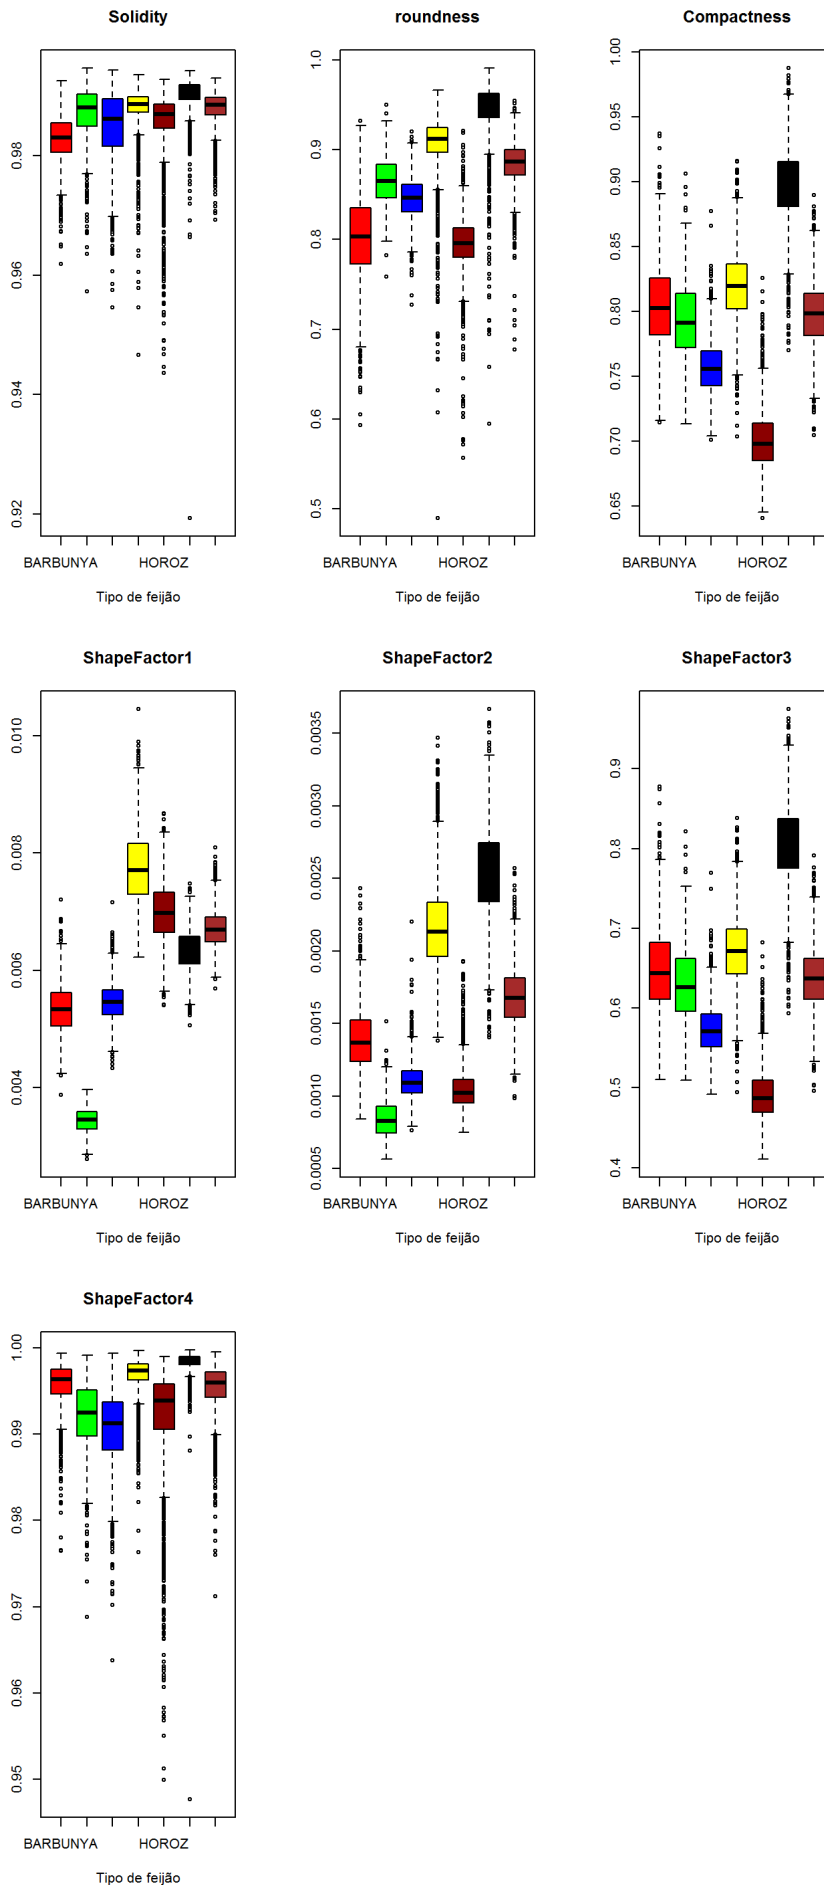 Solidity
0.92 0.94 0.96 0.98
BARBUNYA HOROZ
Tipo de feijão
roundness
0.5 0.6 0.7 0.8 0.9 1.0
BARBUNYA HOROZ
Tipo de feijão
Compactness
0.65 0.70 0.75 0.80 0.85 0.90 0.95 1.00
BARBUNYA HOROZ
Tipo de feijão
ShapeFactor1
0.004 0.006 0.008 0.010
BARBUNYA HOROZ
Tipo de feijão
ShapeFactor2
0.0005 0.0010 0.0015 0.0020 0.0025 0.0030 0.0035
BARBUNYA HOROZ
Tipo de feijão
ShapeFactor3
0.4 0.5 0.6 0.7 0.8 0.9
BARBUNYA HOROZ
Tipo de feijão
ShapeFactor4
0.95 0.96 0.97 0.98 0.99 1.00
BARBUNYA HOROZ
Tipo de feijão